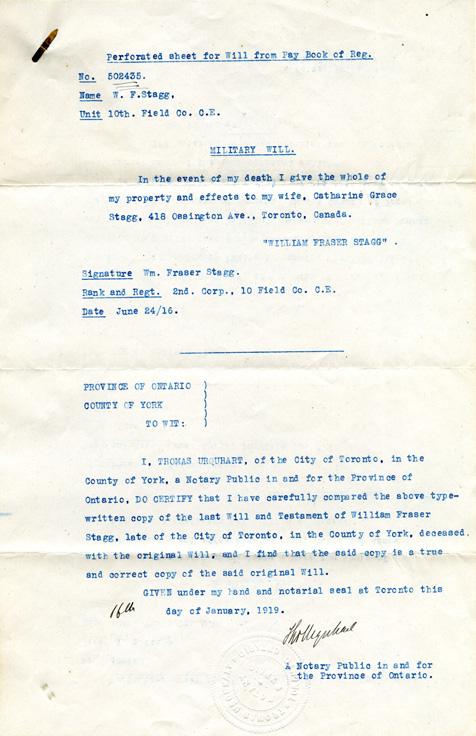 Perforated sheet for Will from Pay Book of Reg.
No. 502435.
Name W. F.Stagg.
Unit 10th. Field Co. C.E.
MILITARY WILL.
In the event of my death I give the whole of
my property and effects to my wife, Catharine Grace
Stagg, 418 Ossington Ave., Toronto, Canada.
"WILLIAM FRASER STAGG" .
Signature Wm. Fraser Stagg.
Rank and Regt. 2nd. Corp., 10 Field Co. C.E.
Date June 24/16.
PROVINCE OF ONTARIO )
COUNTY OF YORK )
TO WIT: )
I, THOMAS URQUHART, of the City of Toronto, in the
County of York, a Notary Public in and for the Province of
Ontario, DO CERTIFY that I have carefully compared the above type-
written copy of the last Will and Testament of William Fraser
Stagg, late of the City of Toronto, in the County of York, deceased.
with the original Will, and I find that the said copy is a true
and correct copy of the said original Will.
GIVEN under my hand and notarial seal at Toronto this
16th day of January, 1919.
Tho Urquhart
A Notary Public in and for
the Province of Ontario.